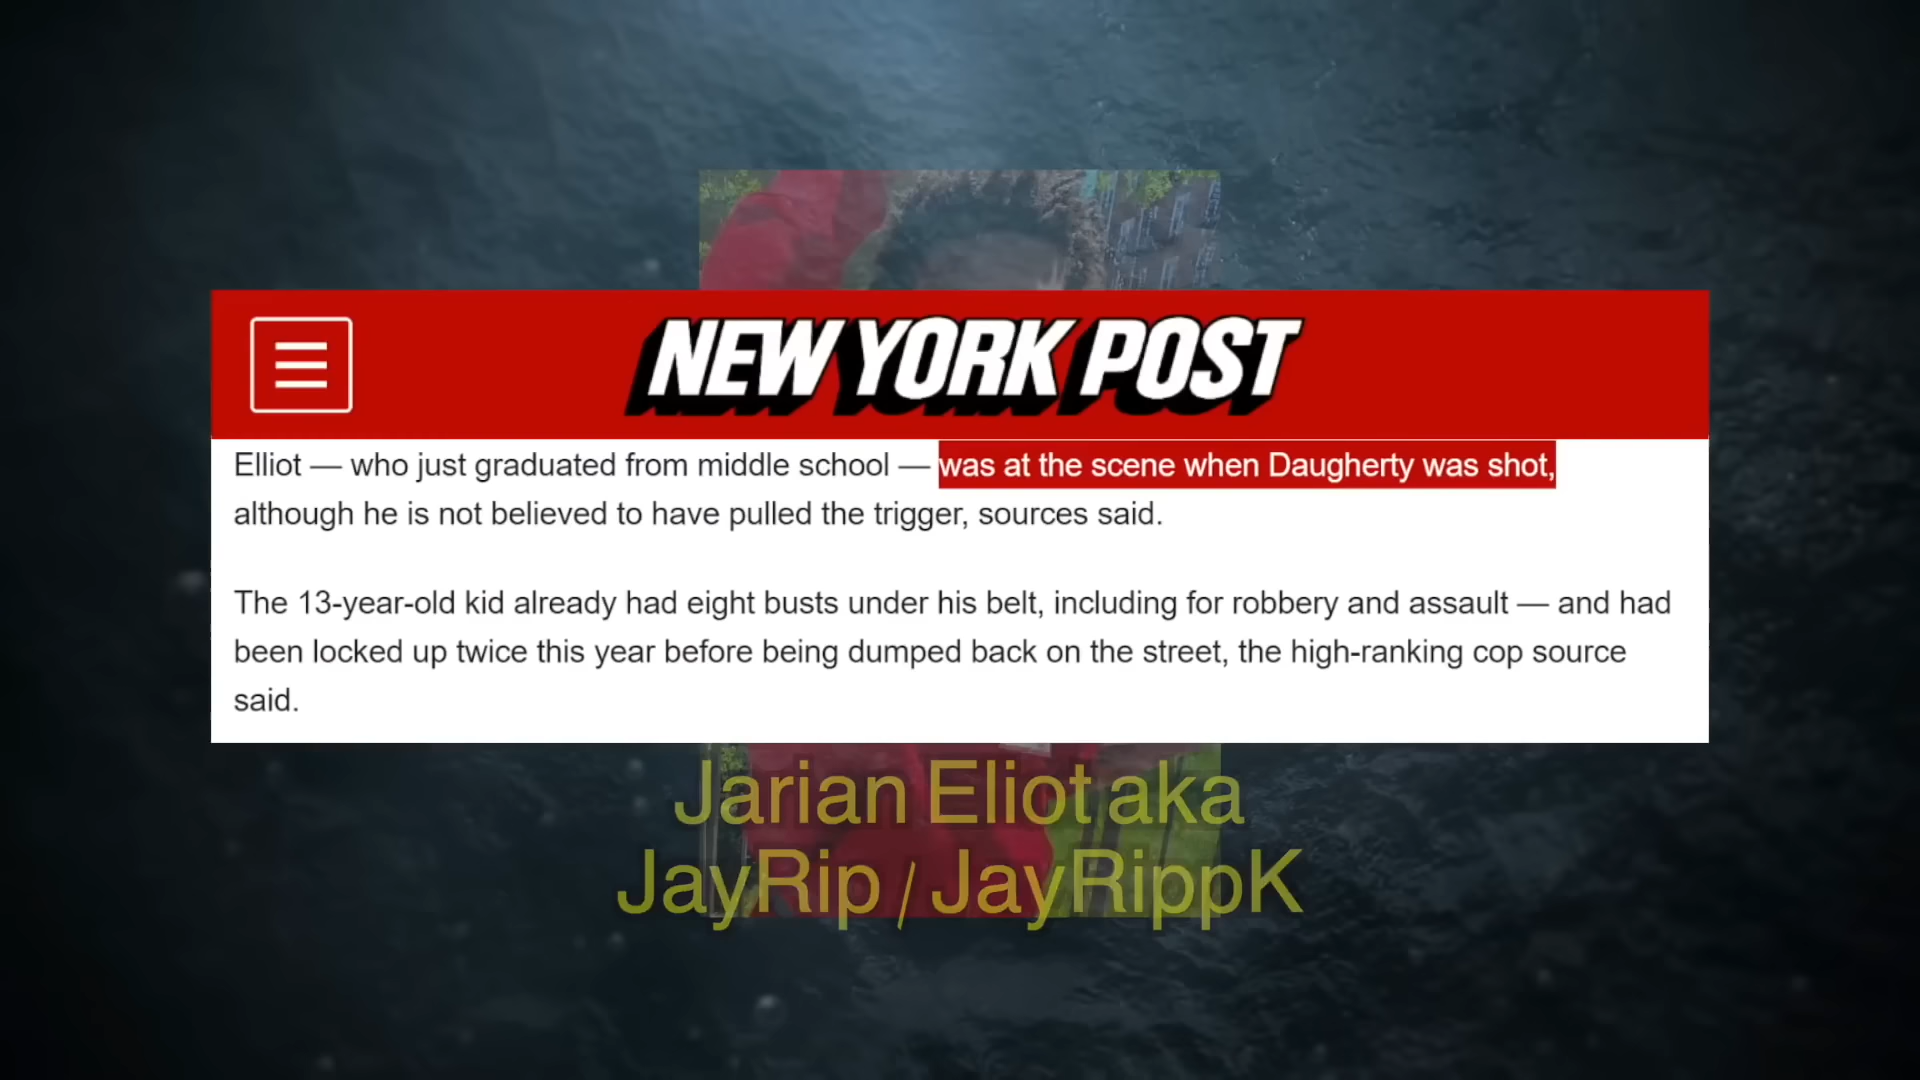 NEW YORK POST
Elliot — who just graduated from middle school — was at the scene when Daugherty was shot,
although he is not believed to have pulled the trigger, sources said.
The 13-year-old kid already had eight busts under his belt, including for robbery and assault — and had
been locked up twice this year before being dumped back on the street, the high-ranking cop source
said.
Jarian Eliot aka
JayRip / JayRippK